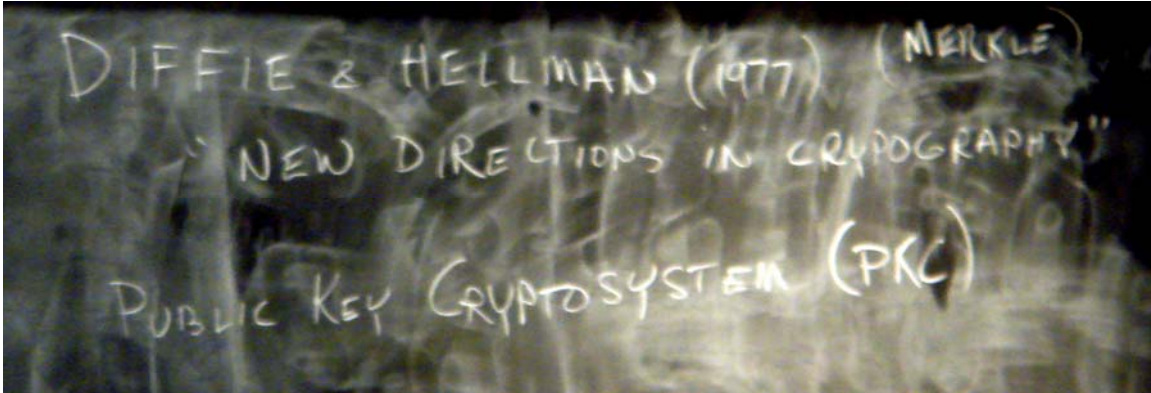 DIFFIE & HELLMAN (1977) (MERKLE)
"NEW DIRECTIONS IN CRYPOGRAPHY"
PUBLIC KEY CRYPTOSYSTEM (PKC)